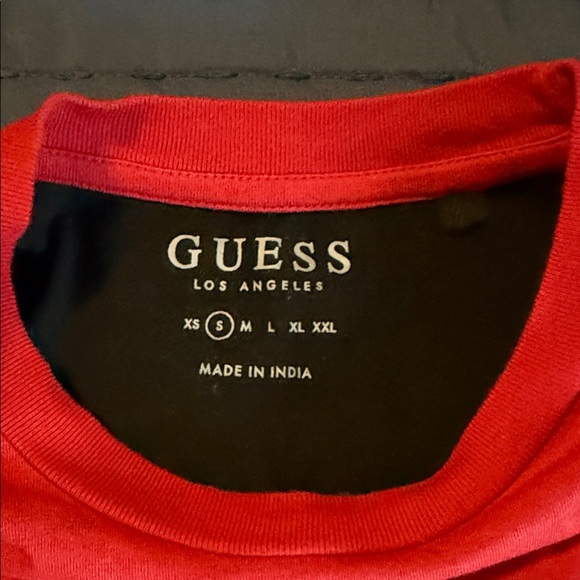 GUESS
LOS ANGELES
XS S M L XL XXL
MADE IN INDIA